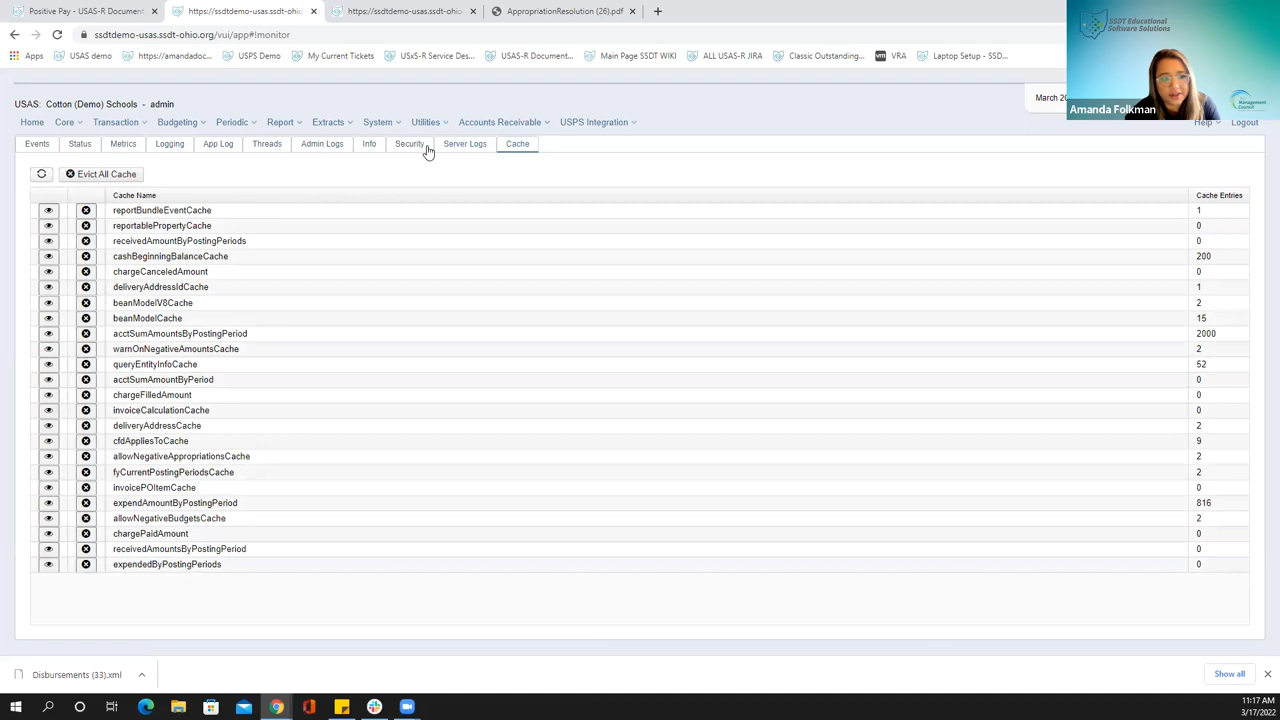 Positive Pay - USAS-R Document
https://ssdtdemo-usas.ssdt-ohio.o
https://ssdtdemo-usas.ssdt-ohio.
AppropriationResolution (26).pdf
ssdtdemo-usas.ssdt-ohio.org/vui/app#!monitor
Apps
USAS demo
https://amandadoc...
USPS Demo
My Current Tickets
USxS-R Service Des...
USAS-R Document...
Main Page SSDT WIKI
ALL USAS-R JIRA
Classic Outstanding...
VRA
Laptop Setup - SSD...
SSDT Educational
Software Solutions
The
Management
Council
Amanda Folkman
USAS: Cotton (Demo) Schools - admin
March 20
Home
Core
Transaction
Budgeting
Periodic
Report
Extracts
System
Utilities
Accounts Receivable
USPS Integration
Help
Logout
Events
Status
Metrics
Logging
App Log
Threads
Admin Logs
Info
Security
Server Logs
Cache
Evict All Cache
Cache Name Cache Entries
reportBundleEventCache 1
reportablePropertyCache 0
receivedAmountByPostingPeriods 0
cashBeginningBalanceCache 200
chargeCanceledAmount 0
deliveryAddressIdCache 1
beanModelV8Cache 2
beanModelCache 15
acctSumAmountsByPostingPeriod 2000
warnOnNegativeAmountsCache 2
queryEntityInfoCache 52
acctSumAmountByPeriod 0
chargeFilledAmount 0
invoiceCalculationCache 0
deliveryAddressCache 2
cfdAppliesToCache 9
allowNegativeAppropriationsCache 2
fyCurrentPostingPeriodsCache 2
invoicePOItemCache 0
expendAmountByPostingPeriod 816
allowNegativeBudgetsCache 2
chargePaidAmount 0
receivedAmountsByPostingPeriod 0
expendedByPostingPeriods 0
Disbursements (33).xml
Show all
11:17 AM
3/17/2022